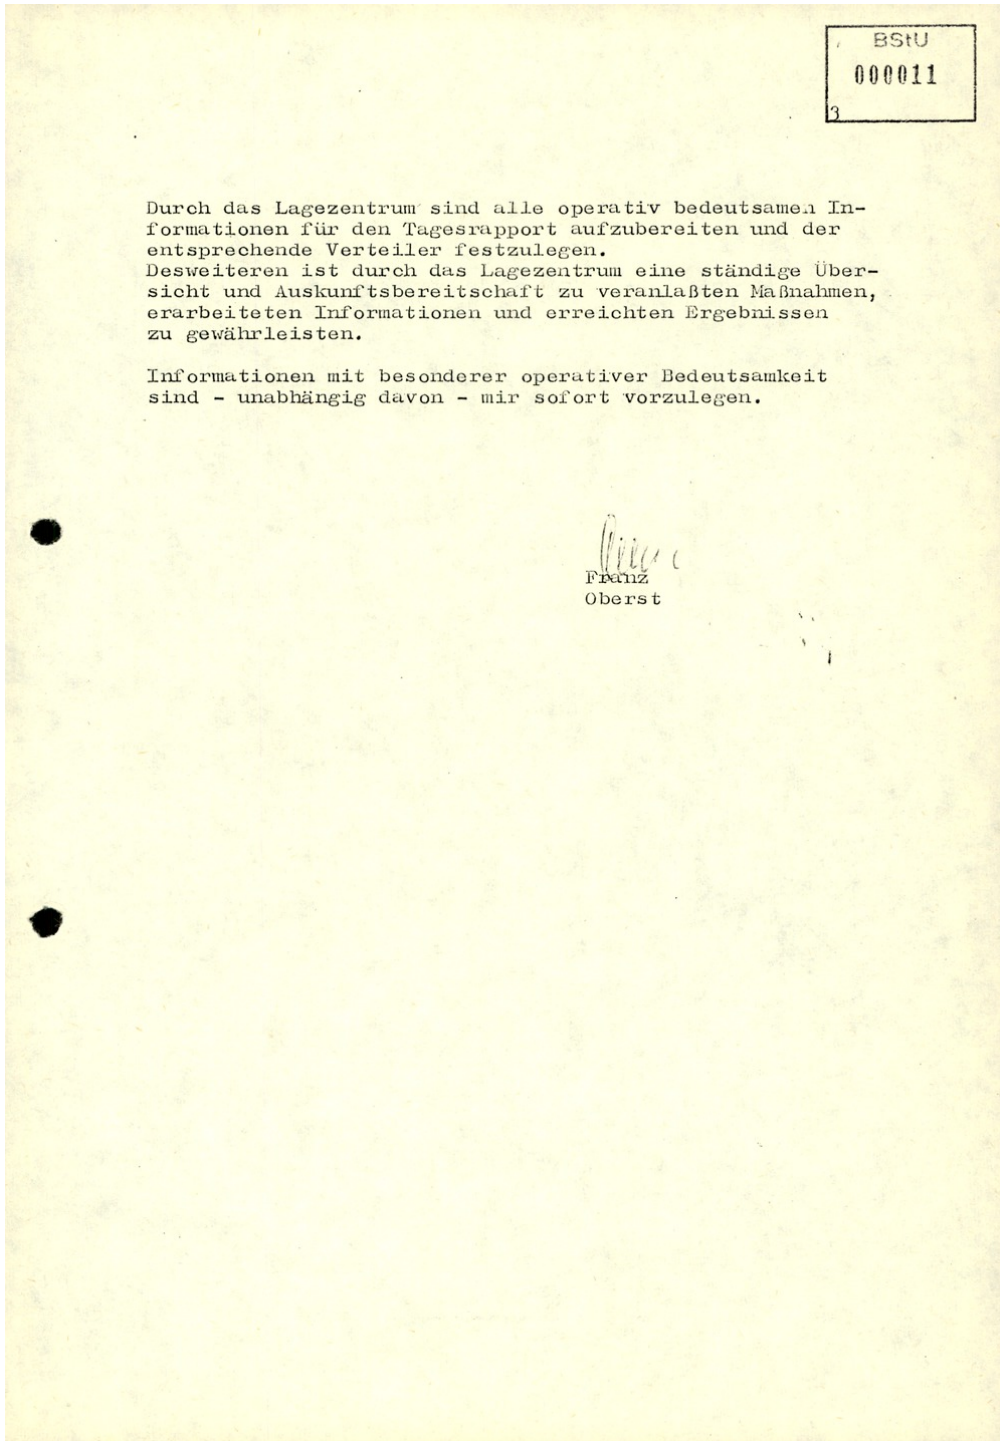 BStU
000011
3
Durch das Lagezentrum sind alle operativ bedeutsamen In-
formationen für den Tagesrapport aufzubereiten und der
entsprechende Verteiler festzulegen.
Desweiteren ist durch das Lagezentrum eine ständige Über-
sicht und Auskunftsbereitschaft zu veranlaßten Maßnahmen,
erarbeiteten Informationen und erreichten Ergebnissen
zu gewährleisten.
Informationen mit besonderer operativer Bedeutsamkeit
sind - unabhängig davon - mir sofort vorzulegen.
Franz
Oberst